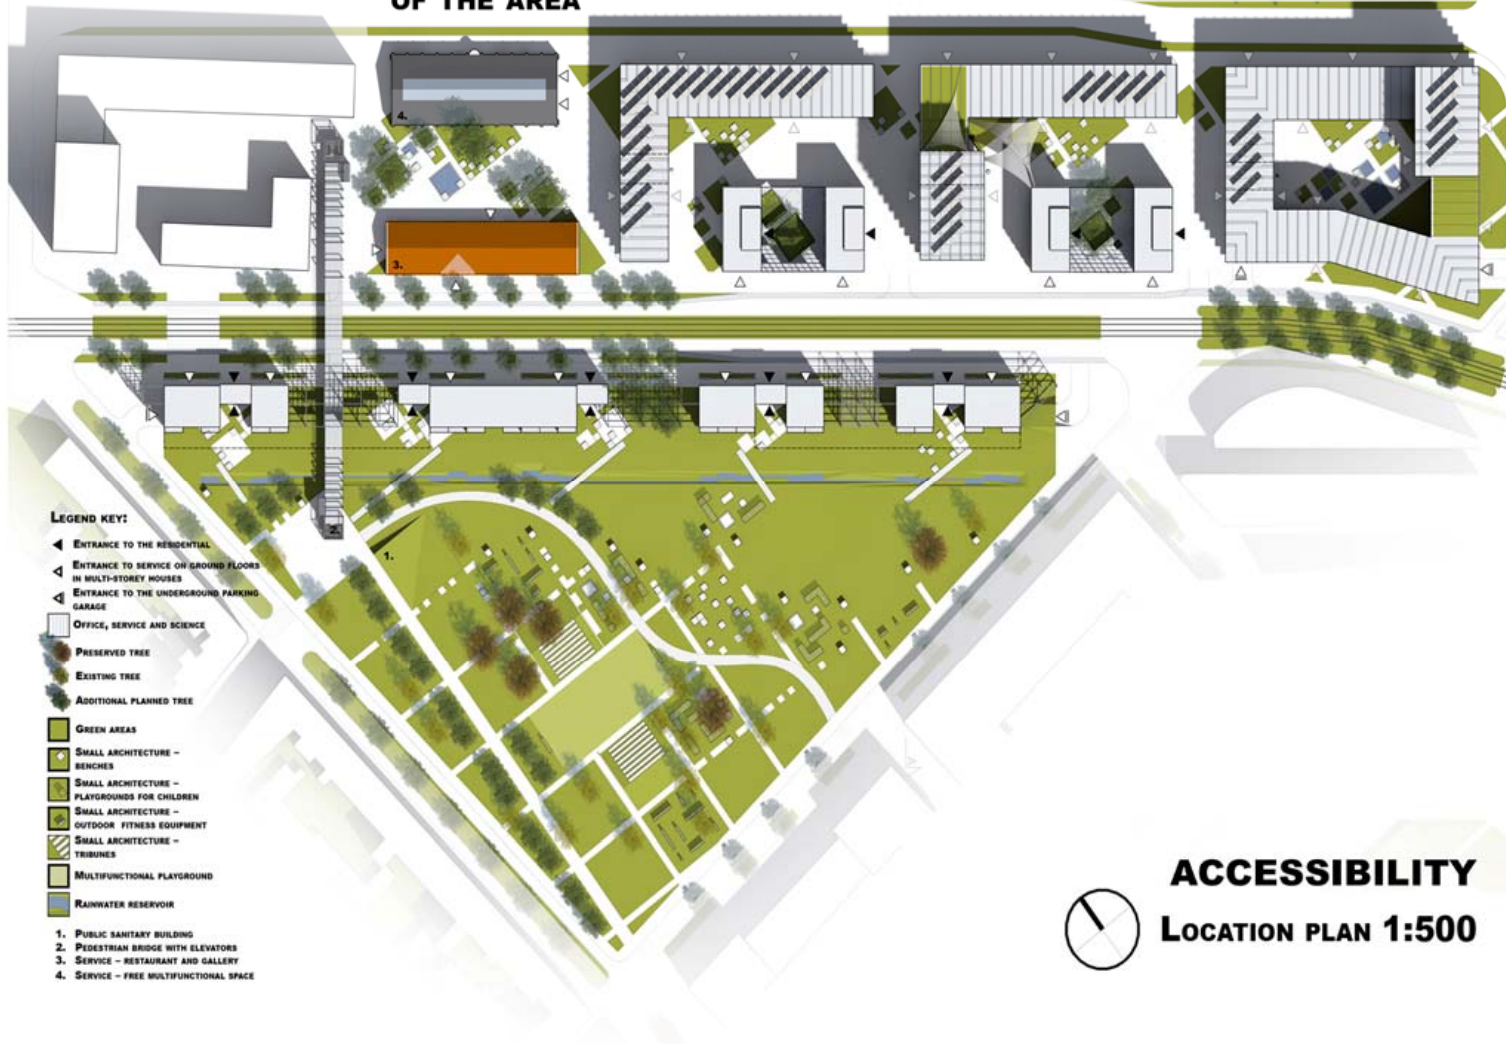 OF THE AREA
4.
3.
2.
1.
LEGEND KEY:
ENTRANCE TO THE RESIDENTIAL
ENTRANCE TO SERVICE ON GROUND FLOORS
IN MULTI-STOREY HOUSES
ENTRANCE TO THE UNDERGROUND PARKING
GARAGE
OFFICE, SERVICE AND SCIENCE
PRESERVED TREE
EXISTING TREE
ADDITIONAL PLANNED TREE
GREEN AREAS
SMALL ARCHITECTURE –
BENCHES
SMALL ARCHITECTURE –
PLAYGROUNDS FOR CHILDREN
SMALL ARCHITECTURE –
OUTDOOR FITNESS EQUIPMENT
SMALL ARCHITECTURE –
TRIBUNES
MULTIFUNCTIONAL PLAYGROUND
RAINWATER RESERVOIR
1. PUBLIC SANITARY BUILDING
2. PEDESTRIAN BRIDGE WITH ELEVATORS
3. SERVICE – RESTAURANT AND GALLERY
4. SERVICE – FREE MULTIFUNCTIONAL SPACE
ACCESSIBILITY
LOCATION PLAN 1:500